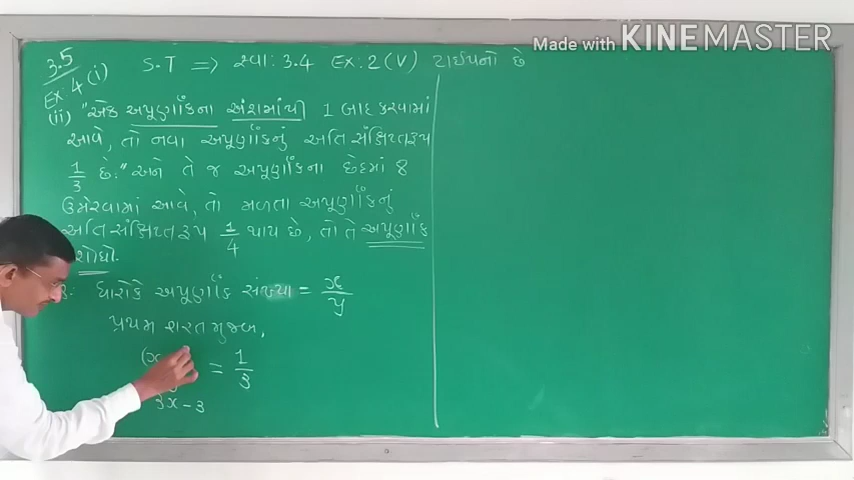 Made with KINEMASTER
3.5
Ex: 4 (i) S.T ⇒ સ્વા: 3.4 Ex: 2 (V) ટાઈપનો છે
(ii) "એક અપૂર્ણાંકના અંશમાંથી 1 બાદ કરવામાં
આવે, તો નવા અપૂર્ણાંકનું અતિસંક્ષિપ્તરૂપ
1/3 છે." અને તે જ અપૂર્ણાંકના છેદમાં 8
ઉમેરવામાં આવે, તો મળતા અપૂર્ણાંકનું
અતિસંક્ષિપ્તરૂપ 1/4 થાય છે, તો તે અપૂર્ણાંક
શોધો.
ધારોકે અપૂર્ણાંક સંખ્યા = x/y
પ્રથમ શરત મુજબ,
(x = 1/3
3x - 3